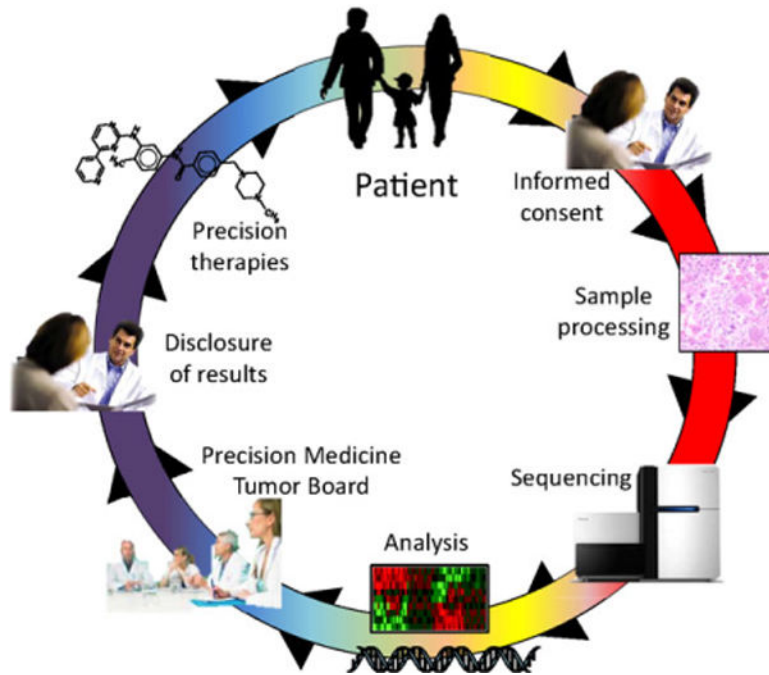 Patient
Informed
consent
Sample
processing
Sequencing
Analysis
Precision Medicine
Tumor Board
Disclosure
of results
Precision
therapies